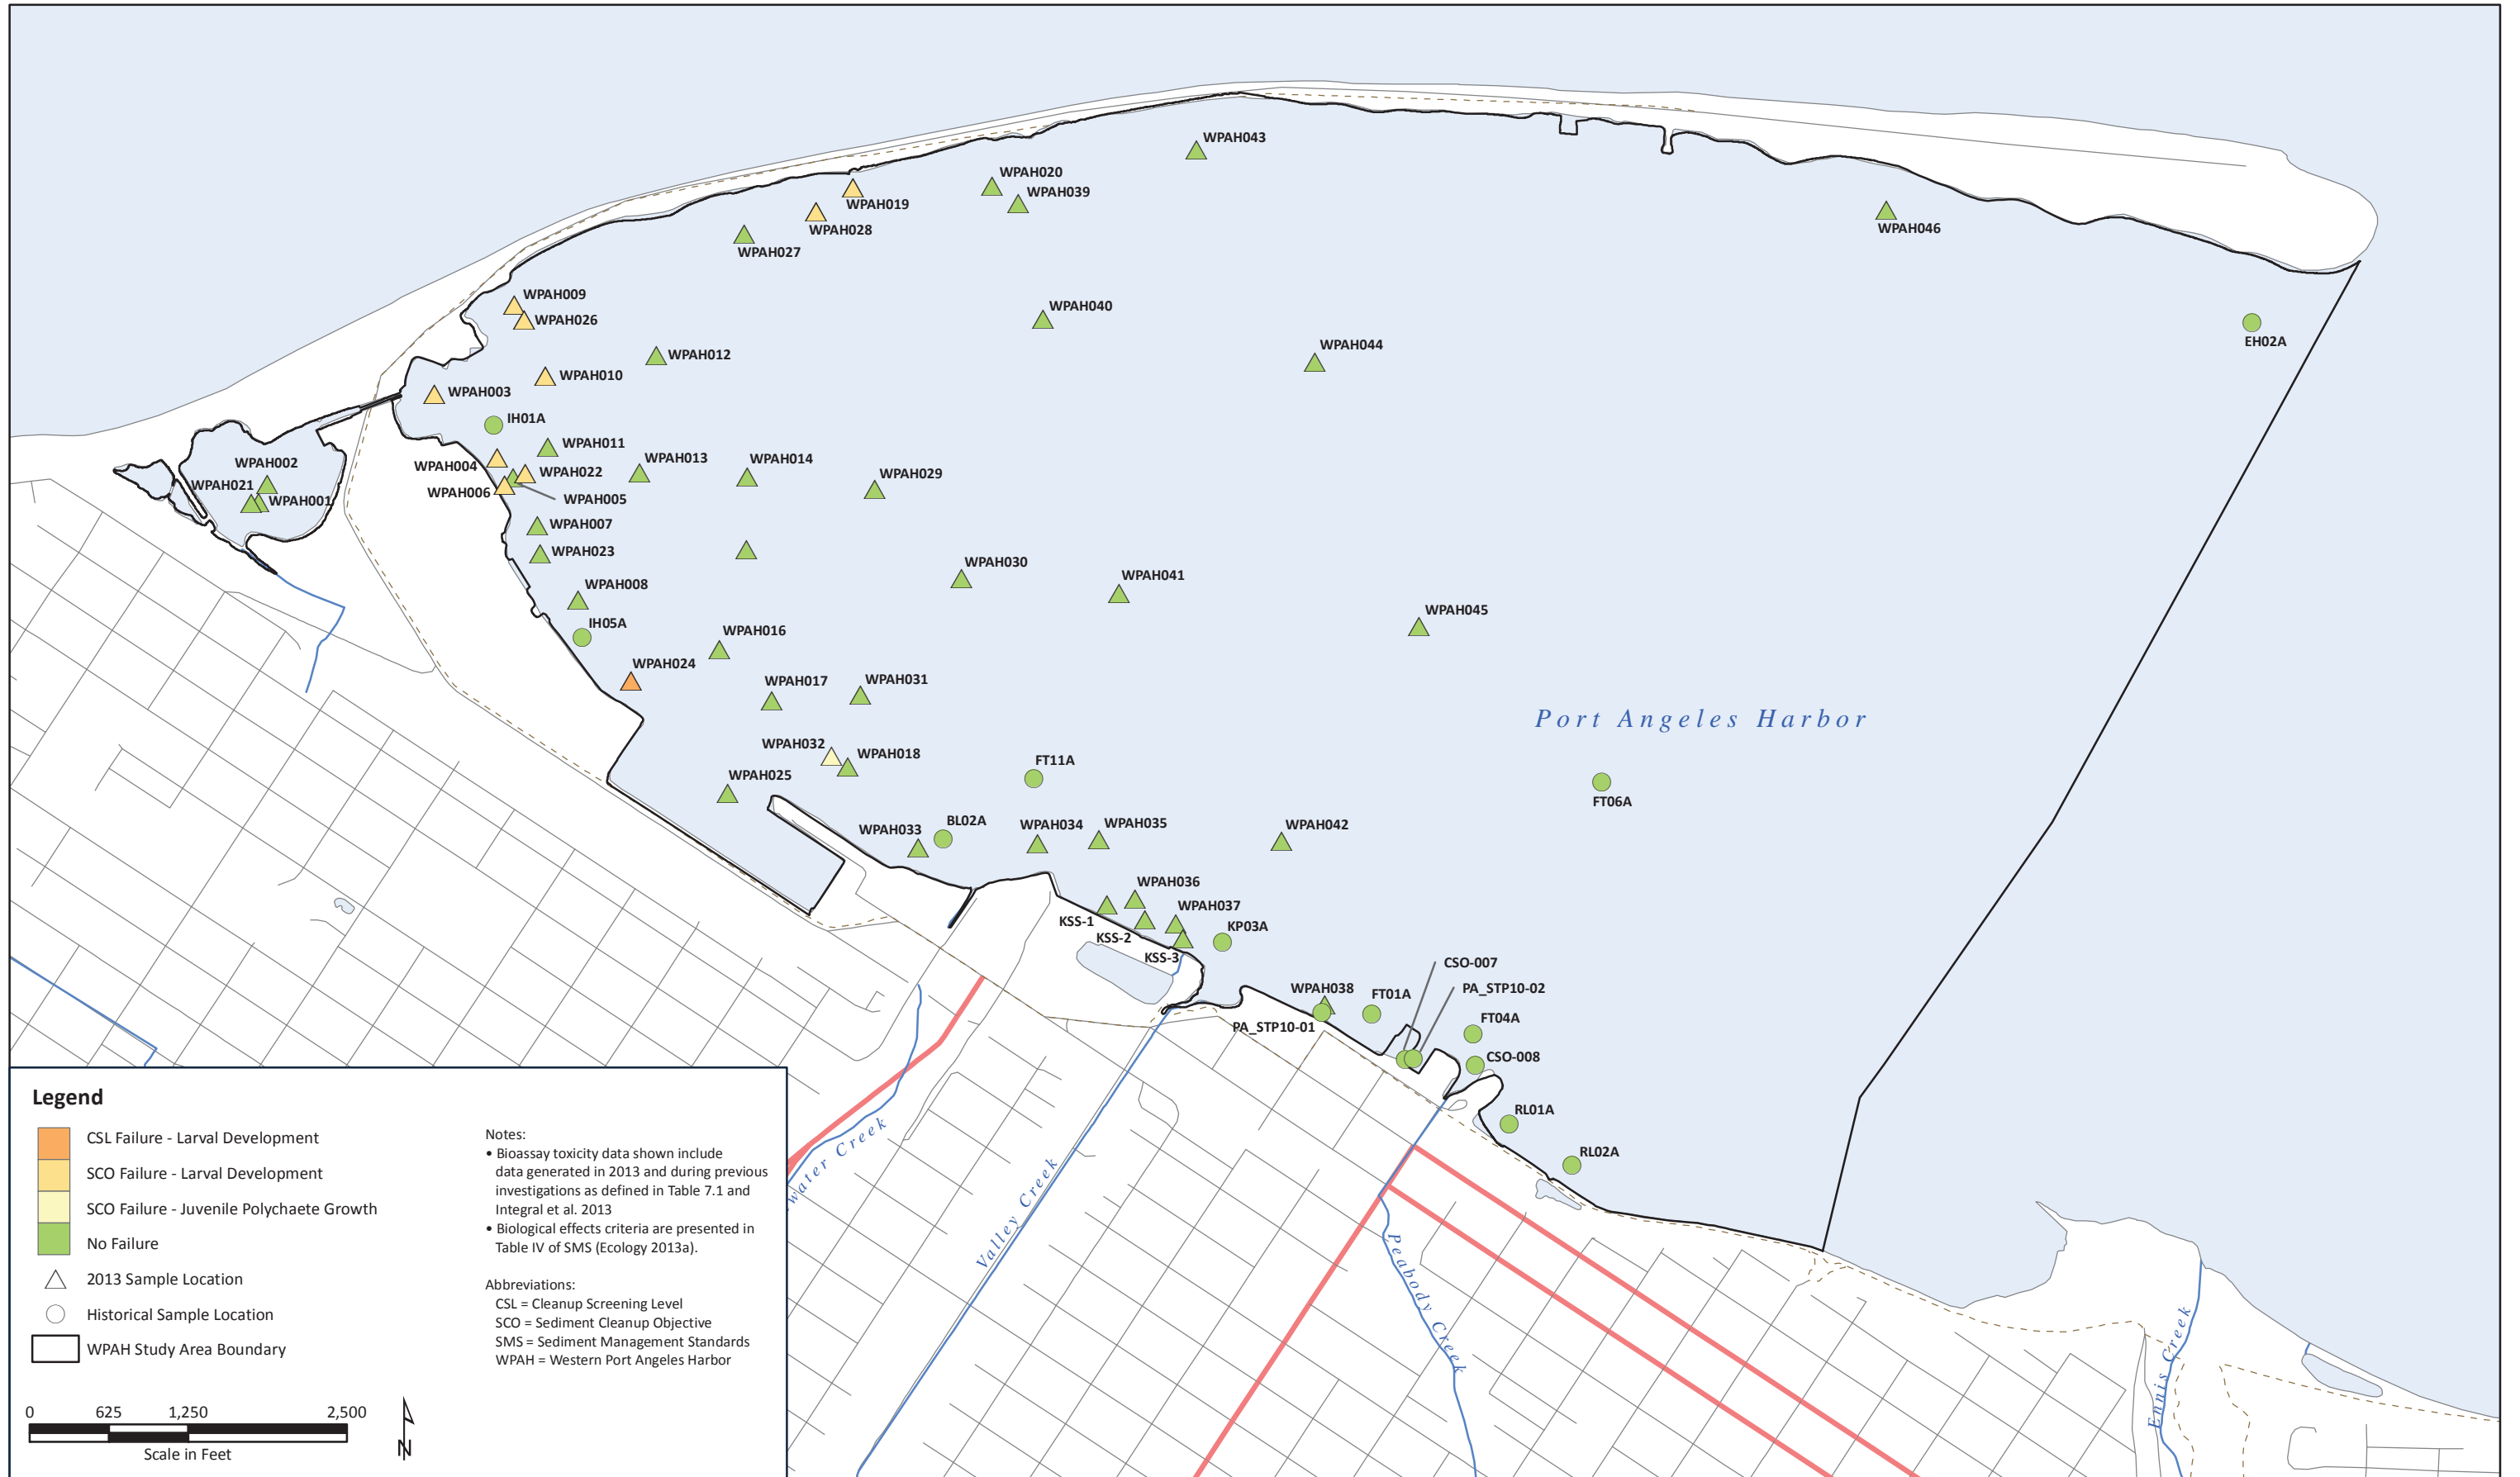 WPAH043
WPAH020
WPAH039
WPAH019
WPAH028
WPAH027
WPAH046
WPAH009
WPAH026
WPAH040
EH02A
WPAH044
WPAH012
WPAH010
WPAH003
IH01A
WPAH011
WPAH004
WPAH013
WPAH014
WPAH002
WPAH022
WPAH029
WPAH021
WPAH006
WPAH001
WPAH005
WPAH007
WPAH023
WPAH030
WPAH041
WPAH008
WPAH045
IH05A
WPAH016
WPAH024
WPAH017
WPAH031
Port Angeles Harbor
WPAH032
WPAH018
FT11A
WPAH025
FT06A
BL02A
WPAH033
WPAH034
WPAH035
WPAH042
WPAH036
WPAH037
KSS-1
KP03A
KSS-2
KSS-3
CSO-007
WPAH038
PA_STP10-02
FT01A
FT04A
PA_STP10-01
CSO-008
RL01A
RL02A
water Creek
Valley Creek
Peabody Creek
Ennis Creek
Legend
CSL Failure - Larval Development
SCO Failure - Larval Development
SCO Failure - Juvenile Polychaete Growth
No Failure
2013 Sample Location
Historical Sample Location
WPAH Study Area Boundary
Notes:
• Bioassay toxicity data shown include
data generated in 2013 and during previous
investigations as defined in Table 7.1 and
Integral et al. 2013
• Biological effects criteria are presented in
Table IV of SMS (Ecology 2013a).
Abbreviations:
CSL = Cleanup Screening Level
SCO = Sediment Cleanup Objective
SMS = Sediment Management Standards
WPAH = Western Port Angeles Harbor
0 625 1,250 2,500
Scale in Feet
N